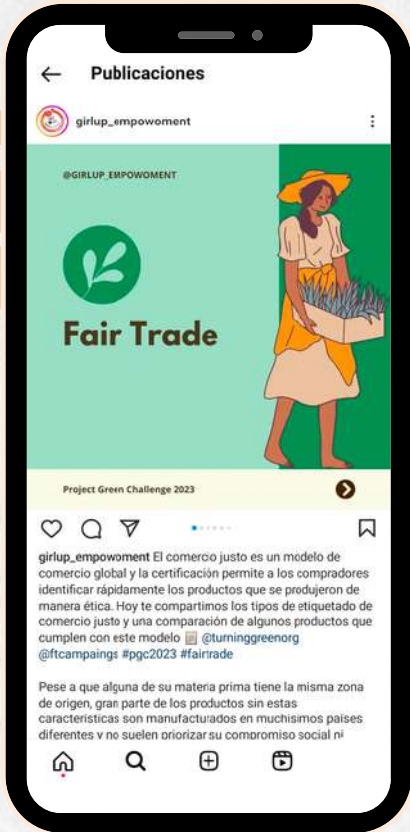 Publicaciones
girlup_empowoment
@GIRLUP_EMPOWOMENT
Fair Trade
Project Green Challenge 2023
girlup_empowoment El comercio justo es un modelo de
comercio global y la certificación permite a los compradores
identificar rápidamente los productos que se produjeron de
manera ética. Hoy te compartimos los tipos de etiquetado de
comercio justo y una comparación de algunos productos que
cumplen con este modelo 🧾 @turninggreenorg
@ftcampaings #pgc2023 #fairtrade
Pese a que alguna de su materia prima tiene la misma zona
de origen, gran parte de los productos sin estas
características son manufacturados en muchisimos países
diferentes y no suelen priorizar su compromiso social ni